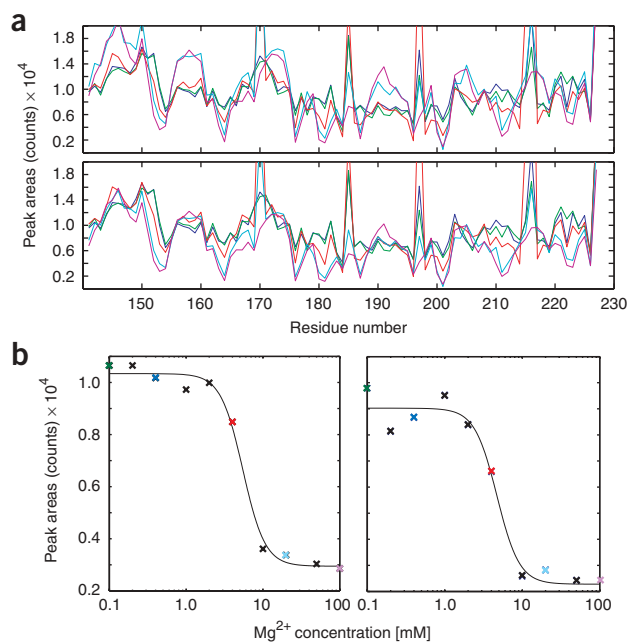 a
Peak areas (counts) × 10⁴
1.8
1.4
1.0
0.6
0.2
1.8
1.4
1.0
0.6
0.2
150 160 170 180 190 200 210 220 230
Residue number
b
Peak areas (counts) × 10⁴
1.0
0.8
0.6
0.4
0.2
0.1 1.0 10 100
0.1 1.0 10 100
Mg²⁺ concentration [mM]